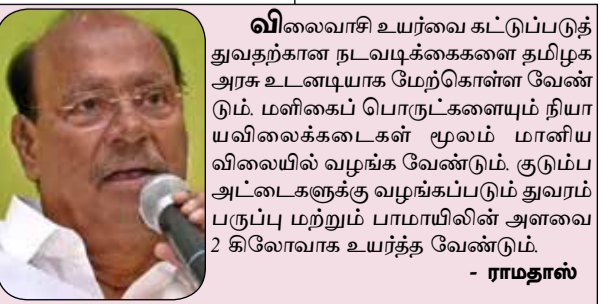 விலைவாசி உயர்வை கட்டுப்படுத்
துவதற்கான நடவடிக்கைகளை தமிழக
அரசு உடனடியாக மேற்கொள்ள வேண்
டும். மளிகைப் பொருட்களையும் நியா
யவிலைக்கடைகள் மூலம் மானிய
விலையில் வழங்க வேண்டும். குடும்ப
அட்டைகளுக்கு வழங்கப்படும் துவரம்
பருப்பு மற்றும் பாமாயிலின் அளவை
2 கிலோவாக உயர்த்த வேண்டும்.
- ராமதாஸ்